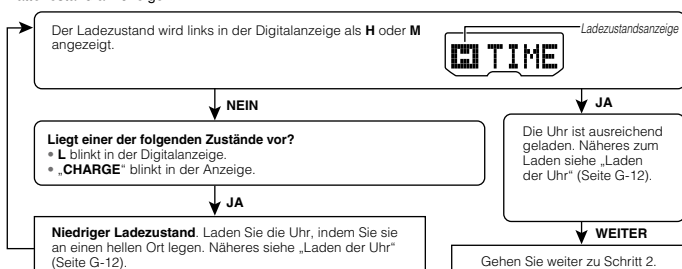 Der Ladezustand wird links in der Digitalanzeige als H oder M
angezeigt.
Ladezustandsanzeige
TIME
NEIN
JA
Liegt einer der folgenden Zustände vor?
• L blinkt in der Digitalanzeige.
• „CHARGE“ blinkt in der Anzeige.
Die Uhr ist ausreichend
geladen. Näheres zum
Laden siehe „Laden
der Uhr“ (Seite G-12).
JA
Niedriger Ladezustand. Laden Sie die Uhr, indem Sie sie
an einen hellen Ort legen. Näheres siehe „Laden der Uhr“
(Seite G-12).
WEITER
Gehen Sie weiter zu Schritt 2.